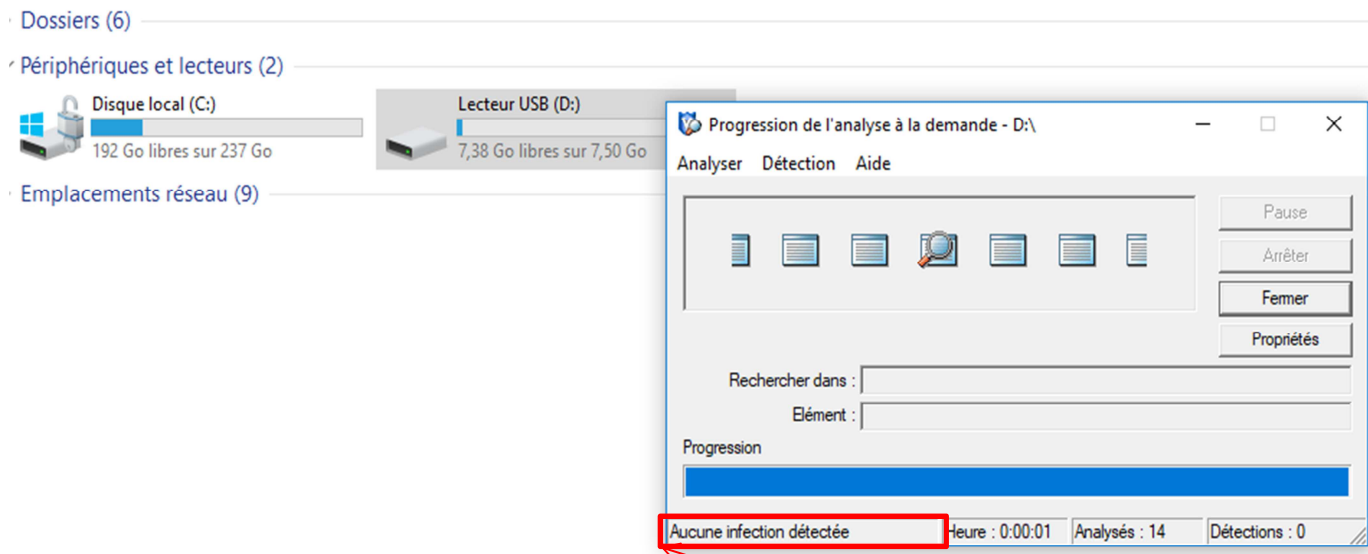 Dossiers (6)
Périphériques et lecteurs (2)
Disque local (C:)
192 Go libres sur 237 Go
Lecteur USB (D:)
7,38 Go libres sur 7,50 Go
Emplacements réseau (9)
Progression de l'analyse à la demande - D:\
Analyser Détection Aide
Pause
Arrêter
Fermer
Propriétés
Rechercher dans :
Elément :
Progression
Aucune infection détectée Heure : 0:00:01 Analysés : 14 Détections : 0